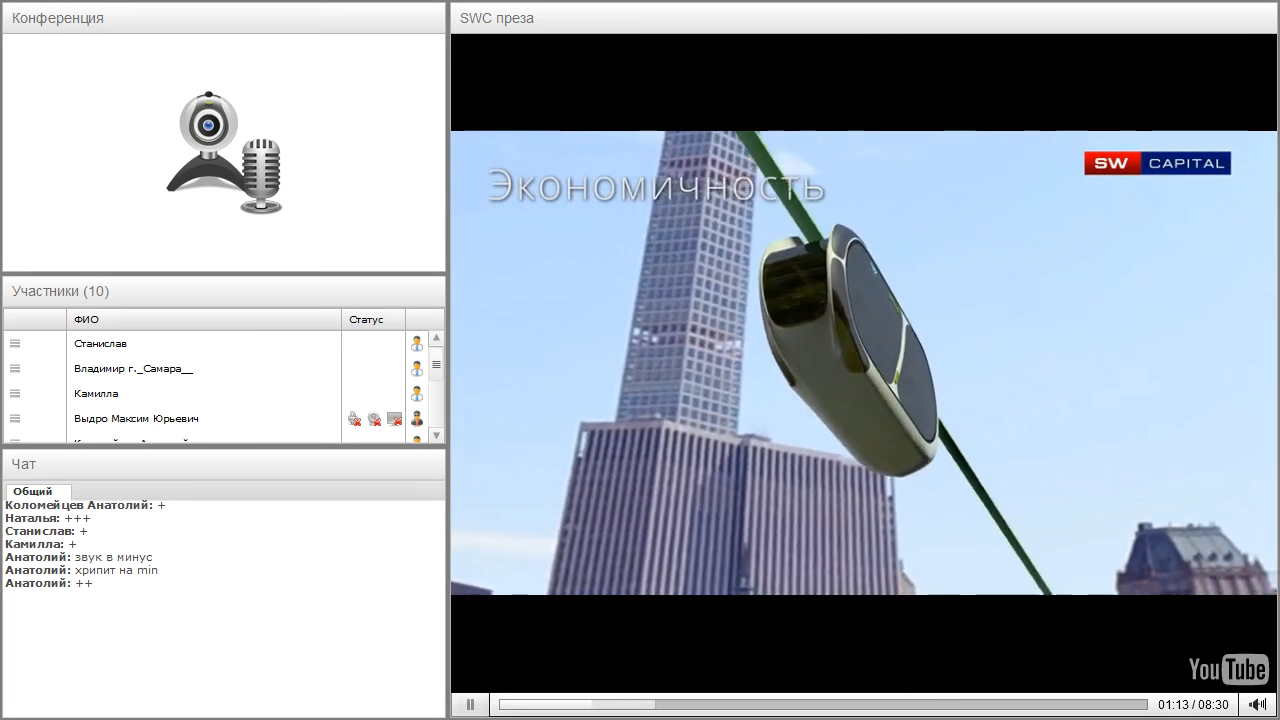 Конференция
Участники (10)
ФИО
Статус
Станислав
Владимир г._Самара__
Камилла
Выдро Максим Юрьевич
Чат
Общий
Коломейцев Анатолий: +
Наталья: +++
Станислав: +
Камилла: +
Анатолий: звук в минус
Анатолий: хрипит на min
Анатолий: ++
SWC преза
Экономичность
SW CAPITAL
YouTube
01:13 / 08:30